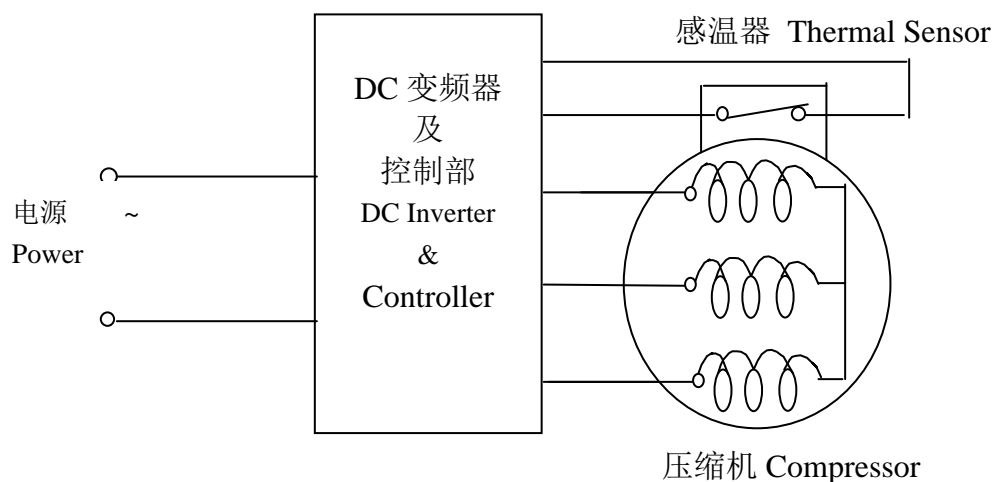 感温器 Thermal Sensor
DC 变频器
及
控制部
DC Inverter
&
Controller
电源 ~
Power
压缩机 Compressor